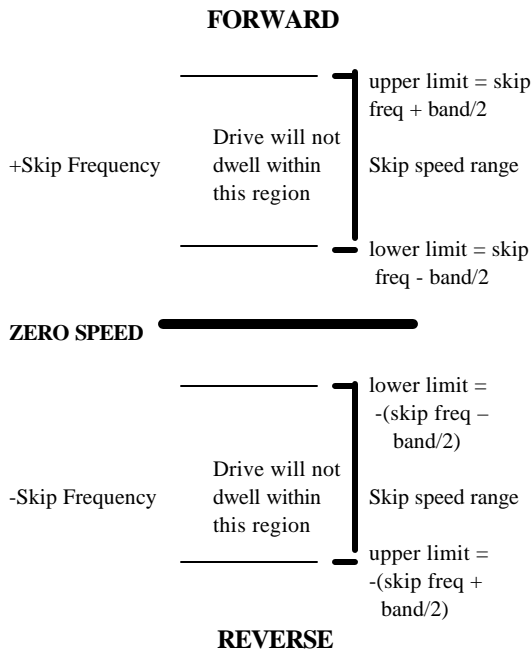 FORWARD
upper limit = skip
freq + band/2
Drive will not
dwell within
this region
+Skip Frequency
Skip speed range
lower limit = skip
freq - band/2
ZERO SPEED
lower limit =
-(skip freq –
band/2)
Drive will not
dwell within
this region
-Skip Frequency
Skip speed range
upper limit =
-(skip freq +
band/2)
REVERSE